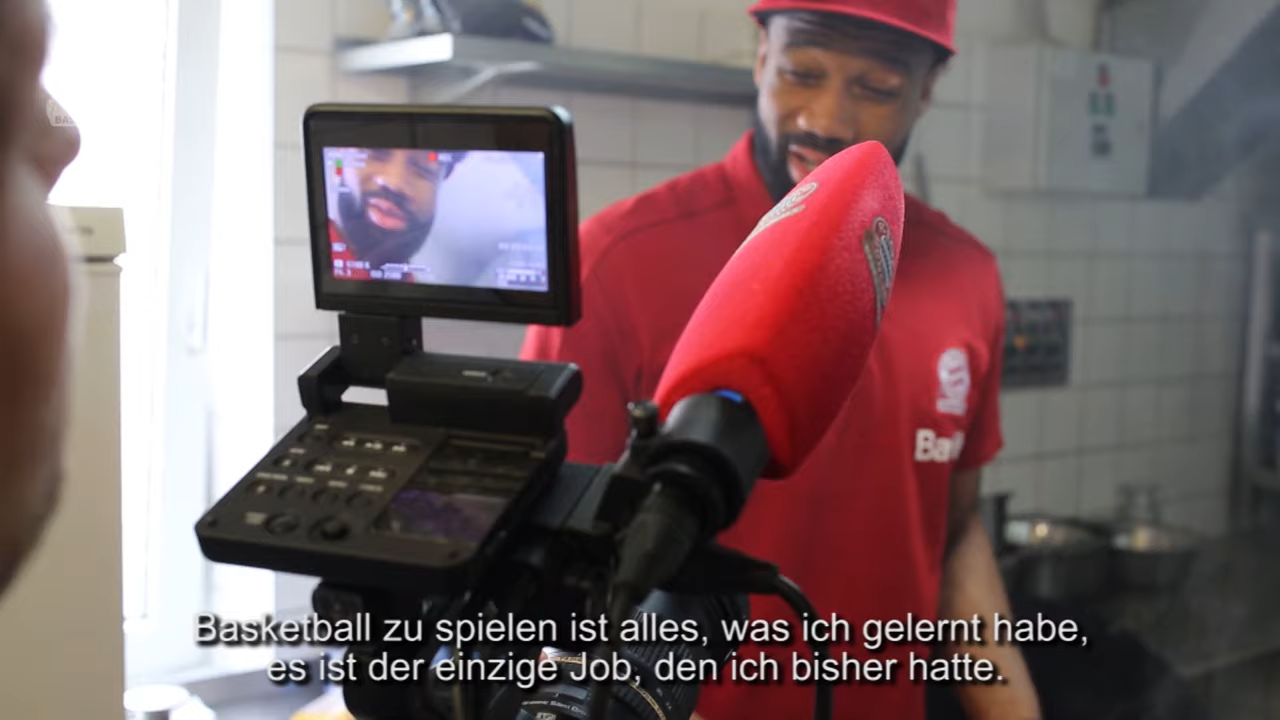 Basketball zu spielen ist alles, was ich gelernt habe,
es ist der einzige Job, den ich bisher hatte.